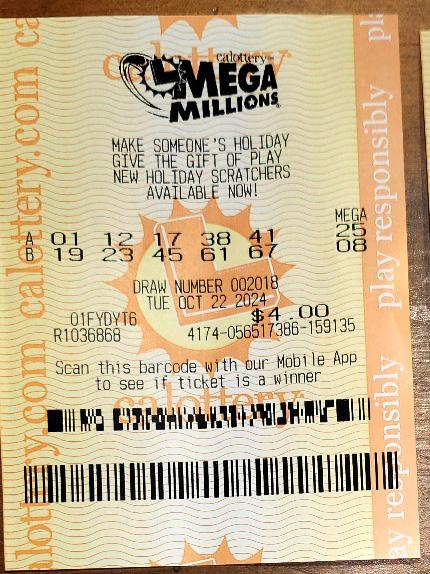 calottery
MEGA
MILLIONS
MAKE SOMEONE'S HOLIDAY
GIVE THE GIFT OF PLAY
NEW HOLIDAY SCRATCHERS
AVAILABLE NOW!
MEGA
A 01 12 17 38 41 25
B 19 23 45 61 67 08
DRAW NUMBER 002018
TUE OCT 22 2024
$4.00
01FYDYT6
R1036868 4174-056517386-159135
Scan this barcode with our Mobile App
to see if ticket is a winner
calottery
calottery.com calottery.com ca
play responsibly play responsibly